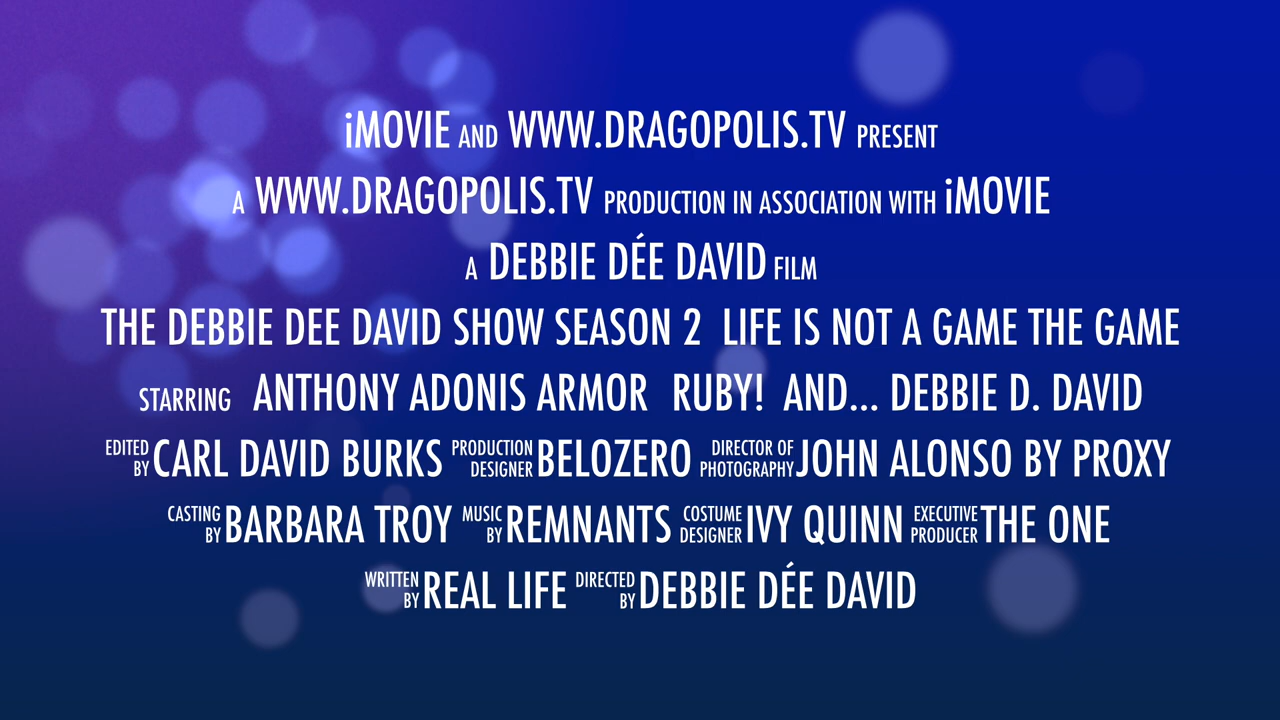 iMOVIE AND WWW.DRAGOPOLIS.TV PRESENT
A WWW.DRAGOPOLIS.TV PRODUCTION IN ASSOCIATION WITH iMOVIE
A DEBBIE DÉE DAVID FILM
THE DEBBIE DEE DAVID SHOW SEASON 2 LIFE IS NOT A GAME THE GAME
STARRING ANTHONY ADONIS ARMOR RUBY! AND... DEBBIE D. DAVID
EDITED BY CARL DAVID BURKS PRODUCTION DESIGNER BELOZERO DIRECTOR OF PHOTOGRAPHY JOHN ALONSO BY PROXY
CASTING BY BARBARA TROY MUSIC BY REMNANTS COSTUME DESIGNER IVY QUINN EXECUTIVE PRODUCER THE ONE
WRITTEN BY REAL LIFE DIRECTED BY DEBBIE DÉE DAVID